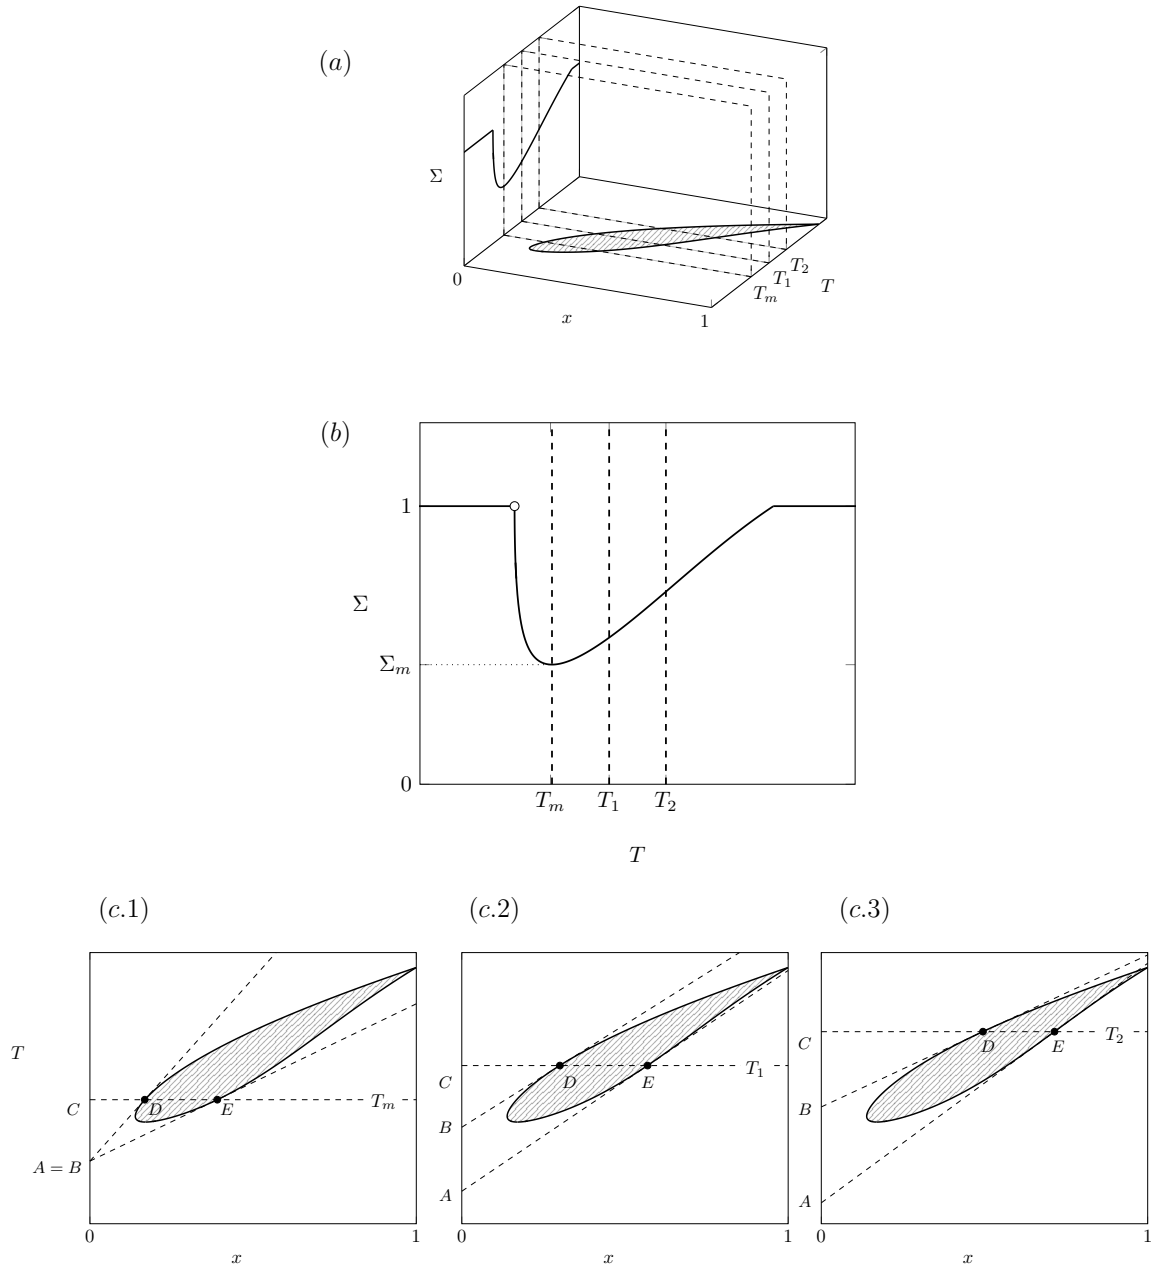 (a)
Σ
0
x
1
T_m
T_1
T_2
T
(b)
1
Σ
Σ_m
0
T_m T_1 T_2
T
(c.1) (c.2) (c.3)
T
C D E T_m
A = B
0 1
x
C D E T_1
B
A
0 1
x
C D E T_2
B
A
0 1
x